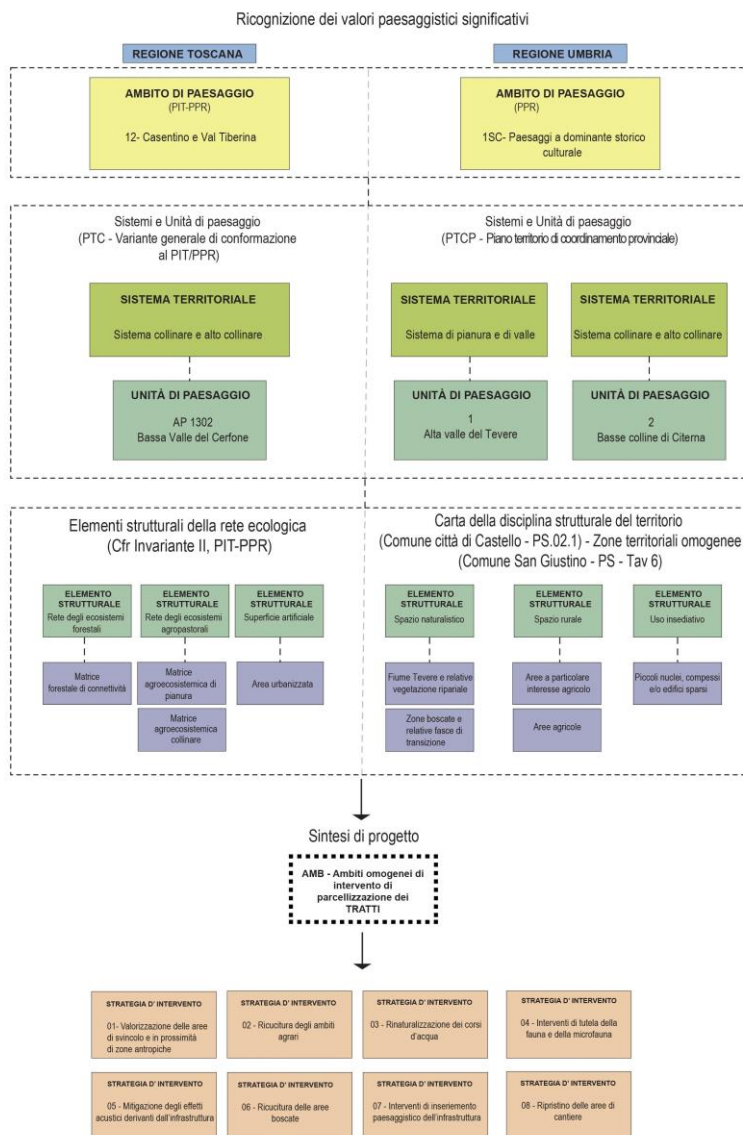 Ricognizione dei valori paesaggistici significativi
REGIONE TOSCANA
REGIONE UMBRIA
AMBITO DI PAESAGGIO
(PIT-PPR)
12- Casentino e Val Tiberina
AMBITO DI PAESAGGIO
(PPR)
1SC- Paesaggi a dominante storico
culturale
Sistemi e Unità di paesaggio
(PTC - Variante generale di conformazione
al PIT/PPR)
Sistemi e Unità di paesaggio
(PTCP - Piano territorio di coordinamento provinciale)
SISTEMA TERRITORIALE
Sistema collinare e alto collinare
SISTEMA TERRITORIALE
Sistema di pianura e di valle
SISTEMA TERRITORIALE
Sistema collinare e alto collinare
UNITÀ DI PAESAGGIO
AP 1302
Bassa Valle del Cerfone
UNITÀ DI PAESAGGIO
1
Alta valle del Tevere
UNITÀ DI PAESAGGIO
2
Basse colline di Citerna
Elementi strutturali della rete ecologica
(Cfr Invariante II, PIT-PPR)
Carta della disciplina strutturale del territorio
(Comune città di Castello - PS.02.1) - Zone territoriali omogenee
(Comune San Giustino - PS - Tav 6)
ELEMENTO
STRUTTURALE
Rete degli ecosistemi
forestali
ELEMENTO
STRUTTURALE
Rete degli ecosistemi
agropastorali
ELEMENTO
STRUTTURALE
Superficie artificiale
ELEMENTO
STRUTTURALE
Spazio naturalistico
ELEMENTO
STRUTTURALE
Spazio rurale
ELEMENTO
STRUTTURALE
Uso insediativo
Matrice
forestale di connettività
Matrice
agroecosistemica di
pianura
Area urbanizzata
Fiume Tevere e relative
vegetazione ripariale
Aree a particolare
interesse agricolo
Piccoli nuclei, compessi
e/o edifici sparsi
Matrice
agroecosistemica
collinare
Zone boscate e
relative fasce di
transizione
Aree agricole
Sintesi di progetto
AMB - Ambiti omogenei di
intervento di
parcellizzazione dei
TRATTI
STRATEGIA D' INTERVENTO
01- Valorizzazione delle aree
di svincolo e in prossimità
di zone antropiche
STRATEGIA D' INTERVENTO
02 - Ricucitura degli ambiti
agrari
STRATEGIA D' INTERVENTO
03 - Rinaturalizzazione dei corsi
d'acqua
STRATEGIA D' INTERVENTO
04 - Interventi di tutela della
fauna e della microfauna
STRATEGIA D' INTERVENTO
05 - Mitigazione degli effetti
acustici derivanti dall'infrastruttura
STRATEGIA D' INTERVENTO
06 - Ricucitura delle aree
boscate
STRATEGIA D' INTERVENTO
07 - Interventi di inseriemento
paesaggistico dell'infrastruttura
STRATEGIA D' INTERVENTO
08 - Ripristino delle aree di
cantiere